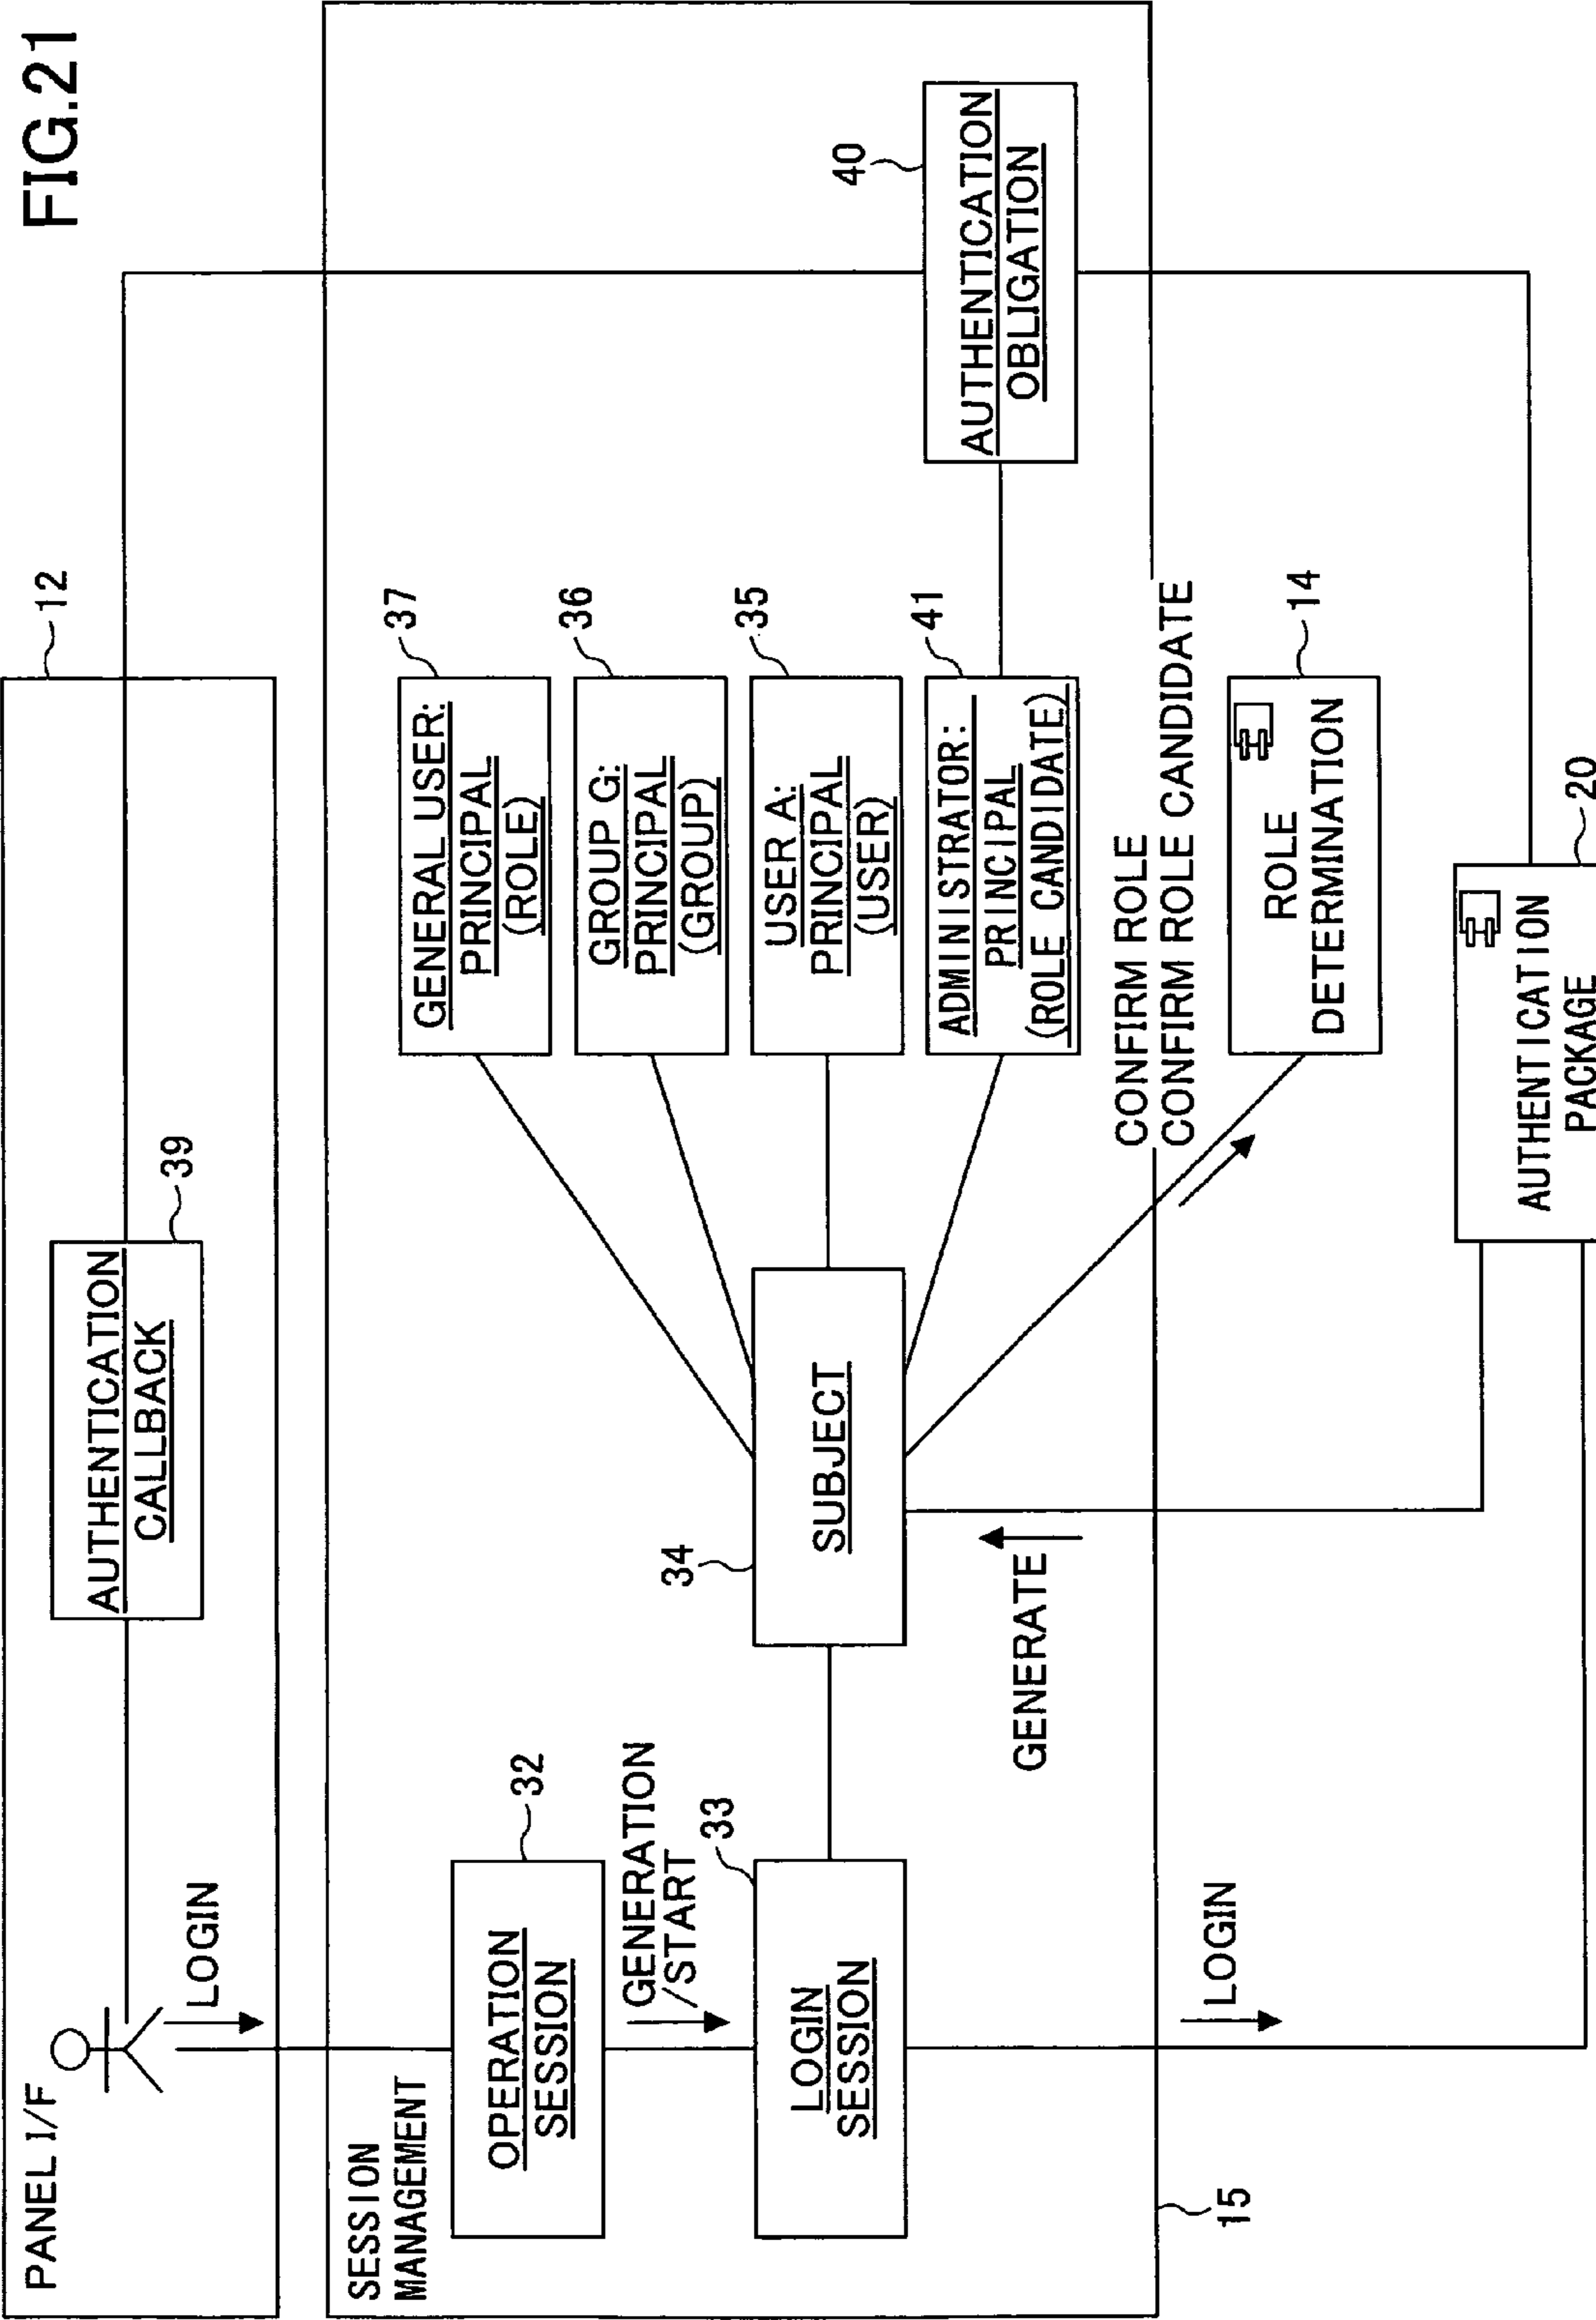 FIG.21
PANEL I/F
12
LOGIN
AUTHENTICATION
CALLBACK
39
SESSION
MANAGEMENT
OPERATION
SESSION
32
GENERATION
/START
33
LOGIN
SESSION
34
SUBJECT
GENERAL USER:
PRINCIPAL
(ROLE)
37
GROUP G:
PRINCIPAL
(GROUP)
36
USER A:
PRINCIPAL
(USER)
35
ADMINISTRATOR:
PRINCIPAL
(ROLE CANDIDATE)
41
AUTHENTICATION
OBLIGATION
40
GENERATE
CONFIRM ROLE
CONFIRM ROLE CANDIDATE
15
LOGIN
ROLE
DETERMINATION
14
AUTHENTICATION
PACKAGE
20